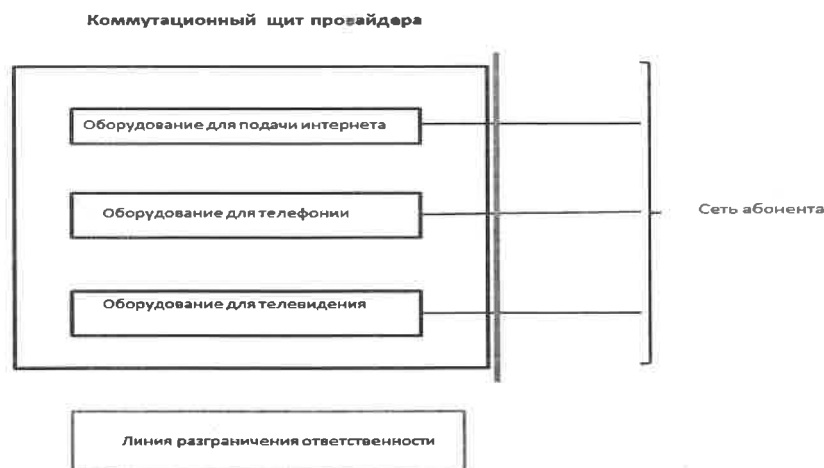 Коммутационный щит провайдера
Оборудование для подачи интернета
Оборудование для телефонии
Сеть абонента
Оборудование для телевидения
Линия разграничения ответственности